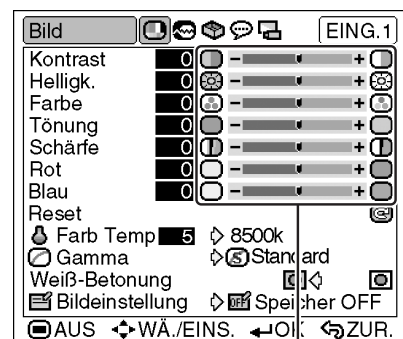 Bild EING.1
Kontrast 0 - +
Helligk. 0 - +
Farbe 0 - +
Tönung 0 - +
Schärfe 0 - +
Rot 0 - +
Blau 0 - +
Reset
Farb Temp 5 8500k
Gamma S Standard
Weiß-Betonung
Bildeinstellung OFF Speicher OFF
AUS WÄ./EINS. OK ZUR.